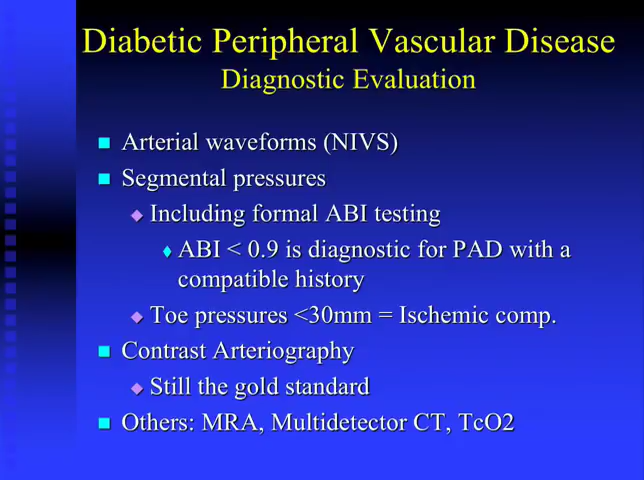 Diabetic Peripheral Vascular Disease
Diagnostic Evaluation
Arterial waveforms (NIVS)
Segmental pressures
Including formal ABI testing
ABI < 0.9 is diagnostic for PAD with a
compatible history
Toe pressures <30mm = Ischemic comp.
Contrast Arteriography
Still the gold standard
Others: MRA, Multidetector CT, TcO2